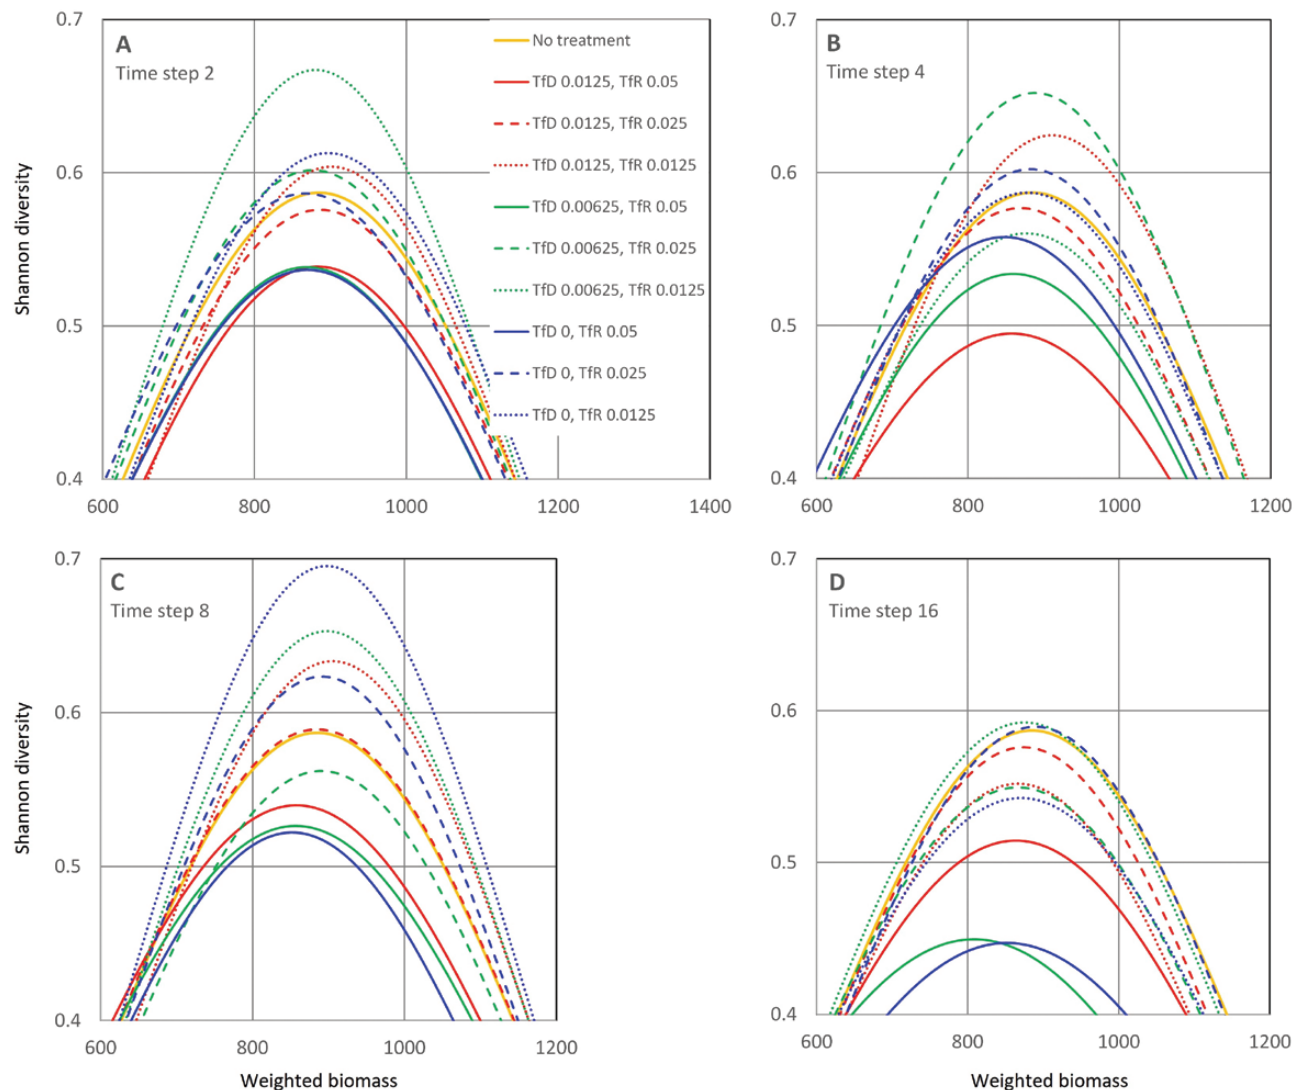 0.7
A
Time step 2
No treatment
TfD 0.0125, TfR 0.05
TfD 0.0125, TfR 0.025
TfD 0.0125, TfR 0.0125
TfD 0.00625, TfR 0.05
TfD 0.00625, TfR 0.025
TfD 0.00625, TfR 0.0125
TfD 0, TfR 0.05
TfD 0, TfR 0.025
TfD 0, TfR 0.0125
0.6
0.5
0.4
Shannon diversity
600 800 1000 1200 1400
0.7
B
Time step 4
0.6
0.5
0.4
600 800 1000 1200
0.7
C
Time step 8
0.6
0.5
0.4
Shannon diversity
600 800 1000 1200
Weighted biomass
0.7
D
Time step 16
0.6
0.5
0.4
600 800 1000 1200
Weighted biomass